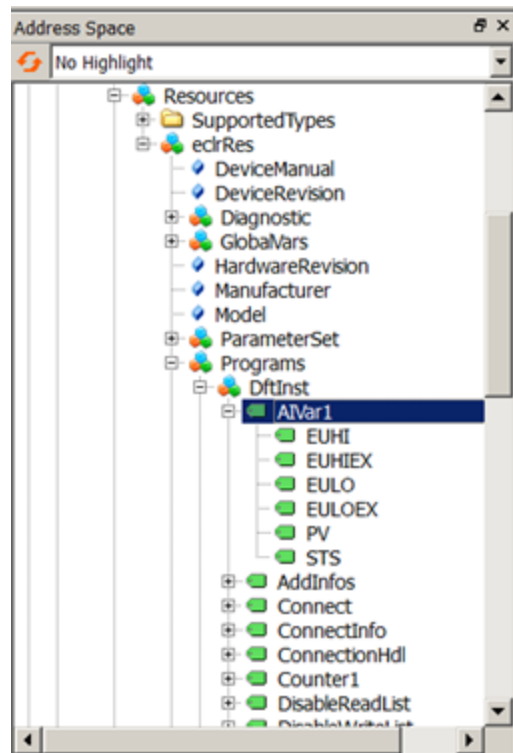 Address Space
No Highlight
Resources
SupportedTypes
eclrRes
DeviceManual
DeviceRevision
Diagnostic
GlobalVars
HardwareRevision
Manufacturer
Model
ParameterSet
Programs
DftInst
AIVar1
EUHI
EUHIEX
EULO
EULOEX
PV
STS
AddInfos
Connect
ConnectInfo
ConnectionHdl
Counter1
DisableReadList